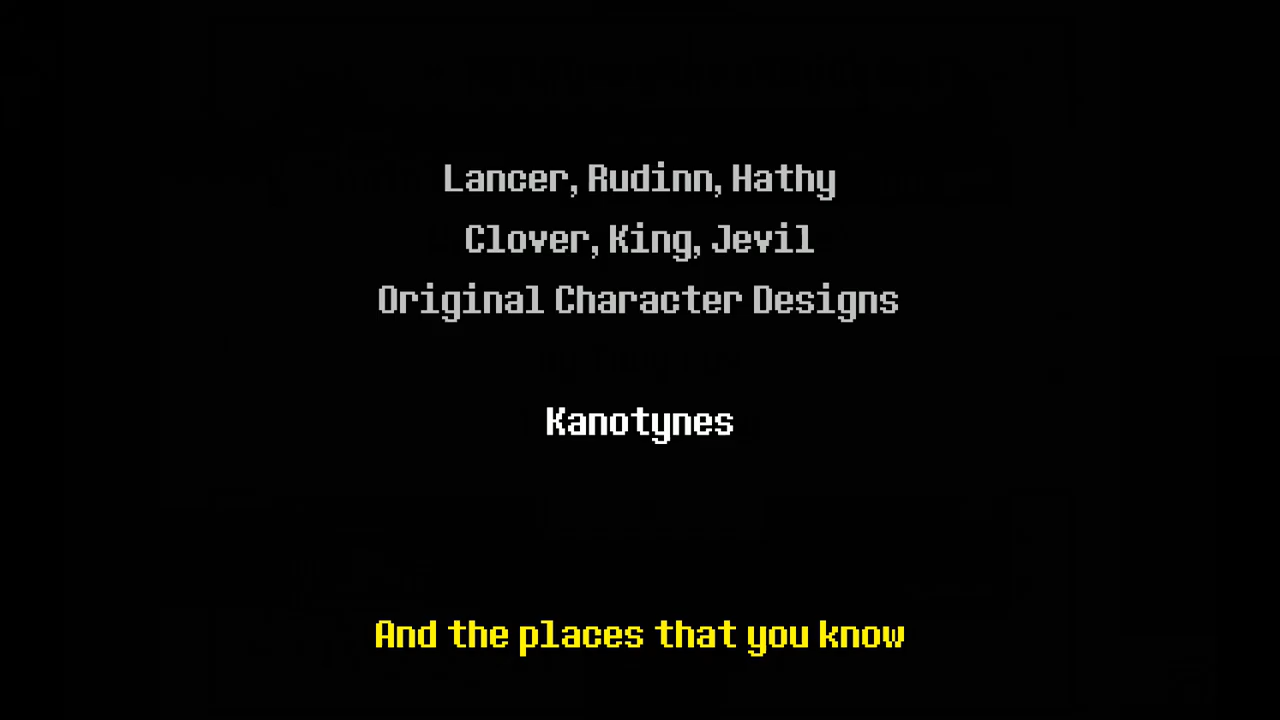 Lancer, Rudinn, Hathy
Clover, King, Jevil
Original Character Designs
Kanotynes
And the places that you know